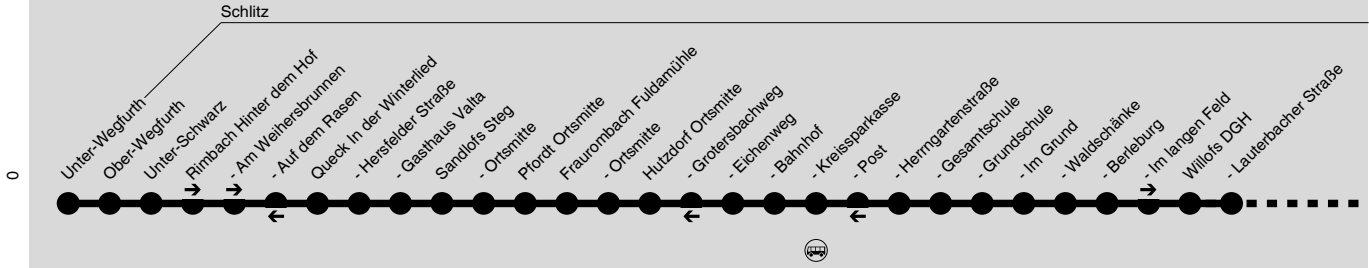 Schlitz
Unter-Wegfurth
Ober-Wegfurth
Unter-Schwarz
Rimbach Hinter dem Hof
- Am Weihersbrunnen
- Auf dem Rasen
Queck In der Winterlied
- Hersfelder Straße
- Gasthaus Valta
Sandlofs Steg
- Ortsmitte
Pfordt Ortsmitte
Fraurombach Fuldamühle
- Ortsmitte
Hutzdorf Ortsmitte
- Grotersbachweg
- Eichenweg
- Bahnhof
- Kreissparkasse
- Post
- Herrngartenstraße
- Gesamtschule
- Grundschule
- Im Grund
- Waldschänke
- Berleburg
- Im langen Feld
Willofs DGH
- Lauterbacher Straße
0